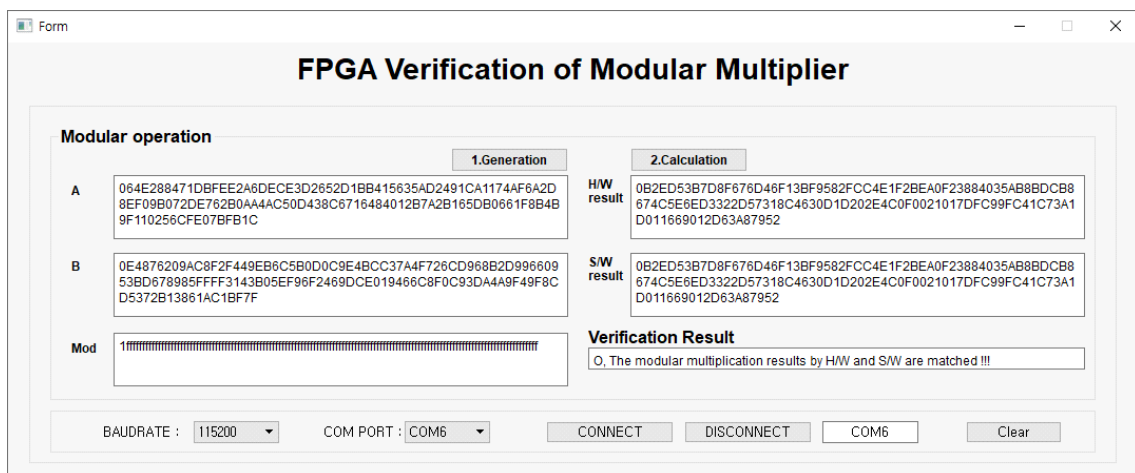 Form
FPGA Verification of Modular Multiplier
Modular operation
1.Generation
2.Calculation
A
064E288471DBFEE2A6DECE3D2652D1BB415635AD2491CA1174AF6A2D
8EF09B072DE762B0AA4AC50D438C6716484012B7A2B165DB0661F8B4B
9F110256CFE07BFB1C
H/W
result
0B2ED53B7D8F676D46F13BF9582FCC4E1F2BEA0F23884035AB8BDCB8
674C5E6ED3322D57318C4630D1D202E4C0F0021017DFC99FC41C73A1
D011669012D63A87952
B
0E4876209AC8F2F449EB6C5B0D0C9E4BCC37A4F726CD968B2D996609
53BD678985FFFF3143B05EF96F2469DCE019466C8F0C93DA4A9F49F8C
D5372B13861AC1BF7F
S/W
result
0B2ED53B7D8F676D46F13BF9582FCC4E1F2BEA0F23884035AB8BDCB8
674C5E6ED3322D57318C4630D1D202E4C0F0021017DFC99FC41C73A1
D011669012D63A87952
Mod
Verification Result
O, The modular multiplication results by H/W and S/W are matched !!!
BAUDRATE : 115200 COM PORT : COM6 CONNECT DISCONNECT COM6 Clear